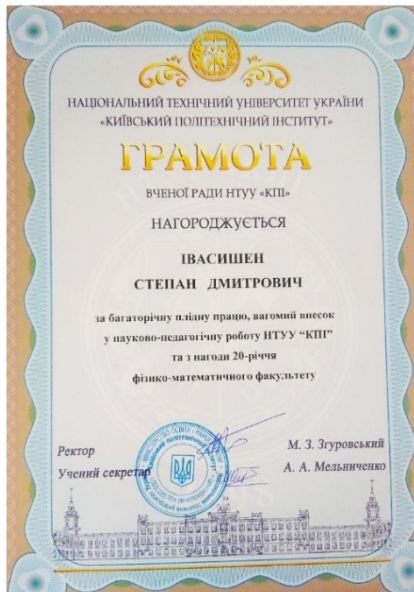 НАЦІОНАЛЬНИЙ ТЕХНІЧНИЙ УНІВЕРСИТЕТ УКРАЇНИ
«КИЇВСЬКИЙ ПОЛІТЕХНІЧНИЙ ІНСТИТУТ»
ГРАМОТА
ВЧЕНОЇ РАДИ НТУУ «КПІ»
НАГОРОДЖУЄТЬСЯ
ІВАСИШЕН
СТЕПАН ДМИТРОВИЧ
за багаторічну плідну працю, вагомий внесок
у науково-педагогічну роботу НТУУ “КПІ”
та з нагоди 20-річчя
фізико-математичного факультету
Ректор М. З. Згуровський
Учений секретар А. А. Мельниченко